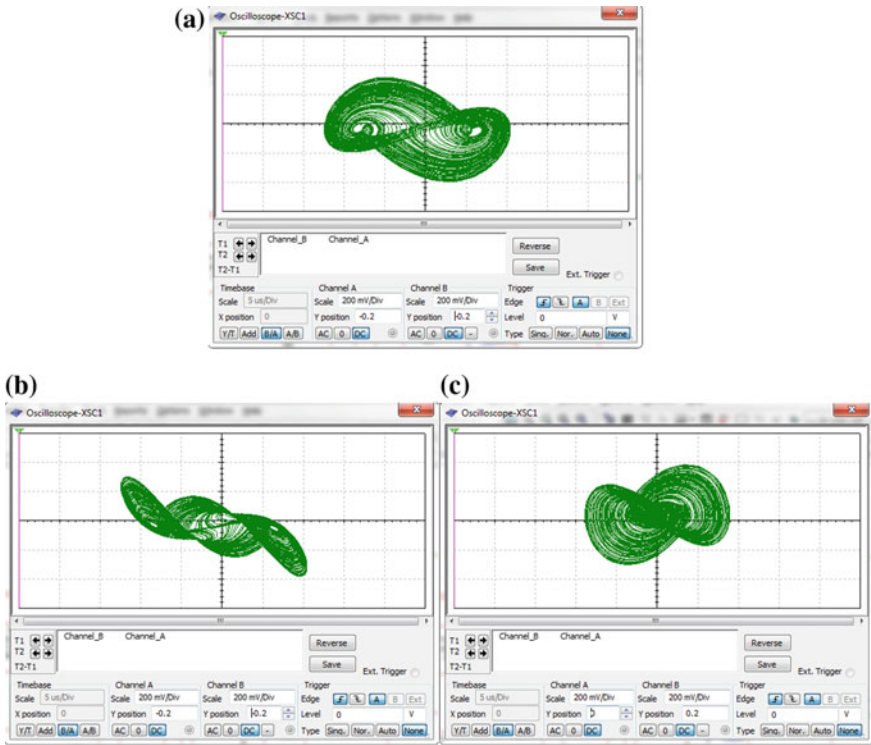 (a)
Oscilloscope-XSC1
Channel_B Channel_A
T1
T2
T2-T1
Reverse
Save
Ext. Trigger
Timebase Channel A Channel B Trigger
Scale 5 us/Div Scale 200 mV/Div Scale 200 mV/Div Edge A B Ext
X position 0 Y position -0.2 Y position -0.2 Level 0 V
Y/T Add B/A A/B AC 0 DC AC 0 DC - Type Sing. Nor. Auto None
(b)
Oscilloscope-XSC1
Channel_B Channel_A
T1
T2
T2-T1
Reverse
Save
Ext. Trigger
Timebase Channel A Channel B Trigger
Scale 5 us/Div Scale 200 mV/Div Scale 200 mV/Div Edge A B Ext
X position 0 Y position -0.2 Y position -0.2 Level 0 V
Y/T Add B/A A/B AC 0 DC AC 0 DC - Type Sing. Nor. Auto None
(c)
Oscilloscope-XSC1
Channel_B Channel_A
T1
T2
T2-T1
Reverse
Save
Ext. Trigger
Timebase Channel A Channel B Trigger
Scale 5 us/Div Scale 200 mV/Div Scale 200 mV/Div Edge A B Ext
X position 0 Y position Y position 0.2 Level 0 V
Y/T Add B/A A/B AC 0 DC AC 0 DC - Type Sing. Nor. Auto None